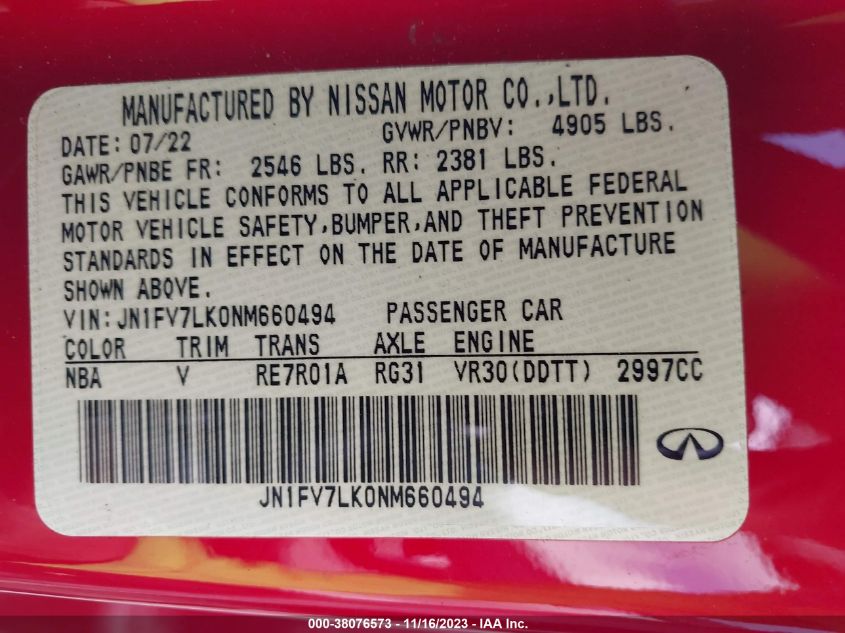 MANUFACTURED BY NISSAN MOTOR CO.,LTD.
DATE: 07/22 GVWR/PNBV: 4905 LBS.
GAWR/PNBE FR: 2546 LBS. RR: 2381 LBS.
THIS VEHICLE CONFORMS TO ALL APPLICABLE FEDERAL
MOTOR VEHICLE SAFETY,BUMPER,AND THEFT PREVENTION
STANDARDS IN EFFECT ON THE DATE OF MANUFACTURE
SHOWN ABOVE.
VIN:JN1FV7LK0NM660494 PASSENGER CAR
COLOR TRIM TRANS AXLE ENGINE
NBA V RE7R01A RG31 VR30(DDTT) 2997CC
JN1FV7LK0NM660494
000-38076573 - 11/16/2023 - IAA Inc.